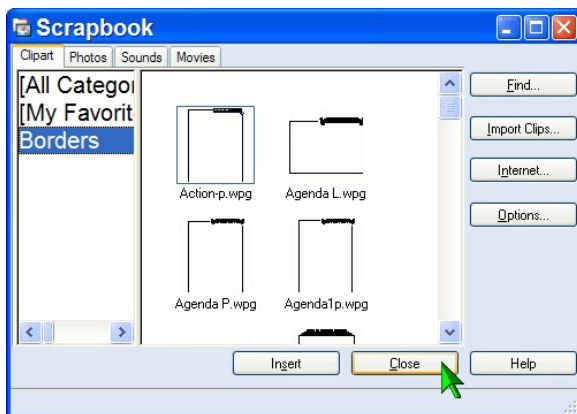 Scrapbook
Clipart Photos Sounds Movies
[All Categor
[My Favorit
Borders
Action-p.wpg Agenda L.wpg
Agenda P.wpg Agenda1p.wpg
Find...
Import Clips...
Internet...
Options...
Insert Close Help